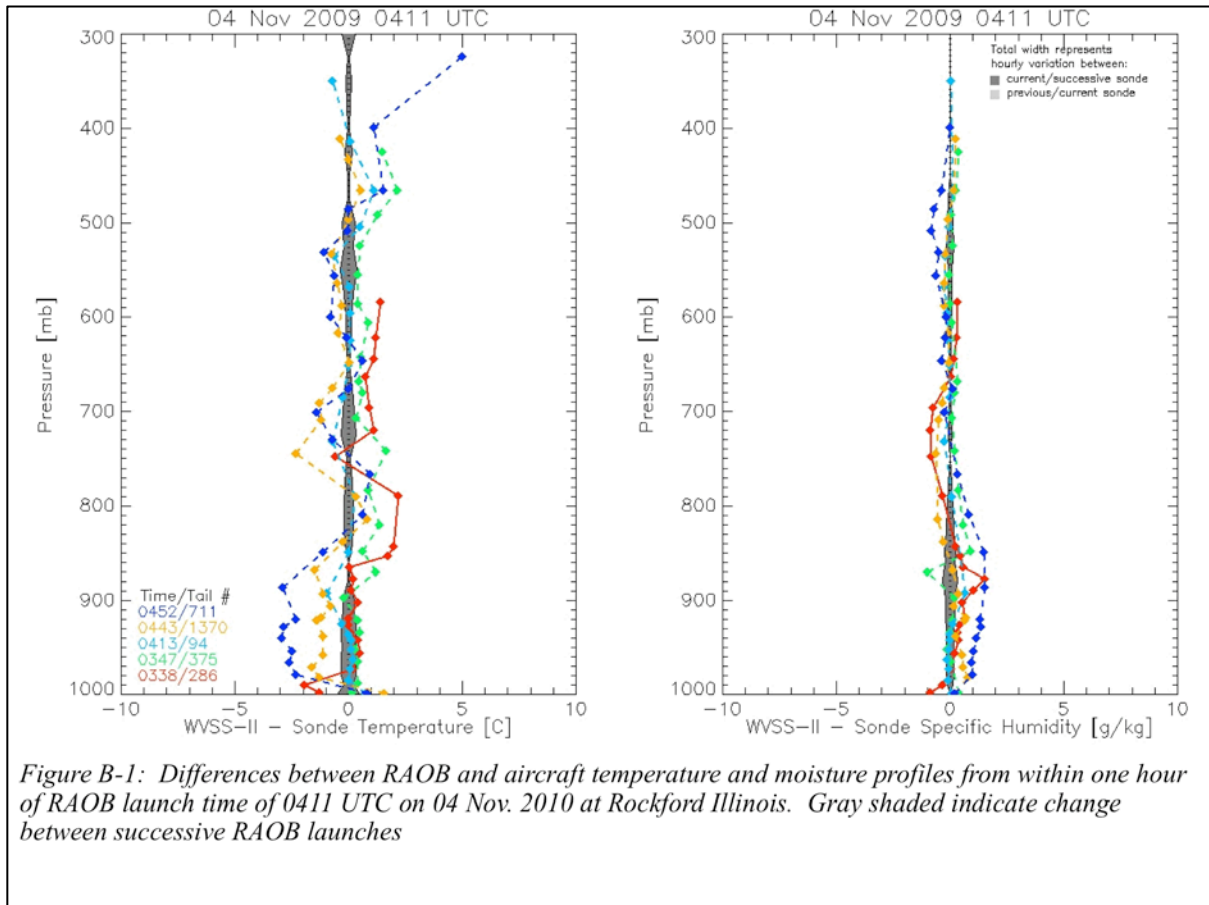 04 Nov 2009 0411 UTC
300
400
500
600
700
800
900
1000
Pressure [mb]
Time/Tail #
0452/711
0443/1370
0413/94
0347/375
0338/286
-10
-5
0
5
10
WVSS-II - Sonde Temperature [C]
04 Nov 2009 0411 UTC
300
400
500
600
700
800
900
1000
Pressure [mb]
Total width represents
hourly variation between:
current/successive sonde
previous/current sonde
-10
-5
0
5
10
WVSS-II - Sonde Specific Humidity [g/kg]
Figure B-1: Differences between RAOB and aircraft temperature and moisture profiles from within one hour
of RAOB launch time of 0411 UTC on 04 Nov. 2010 at Rockford Illinois. Gray shaded indicate change
between successive RAOB launches